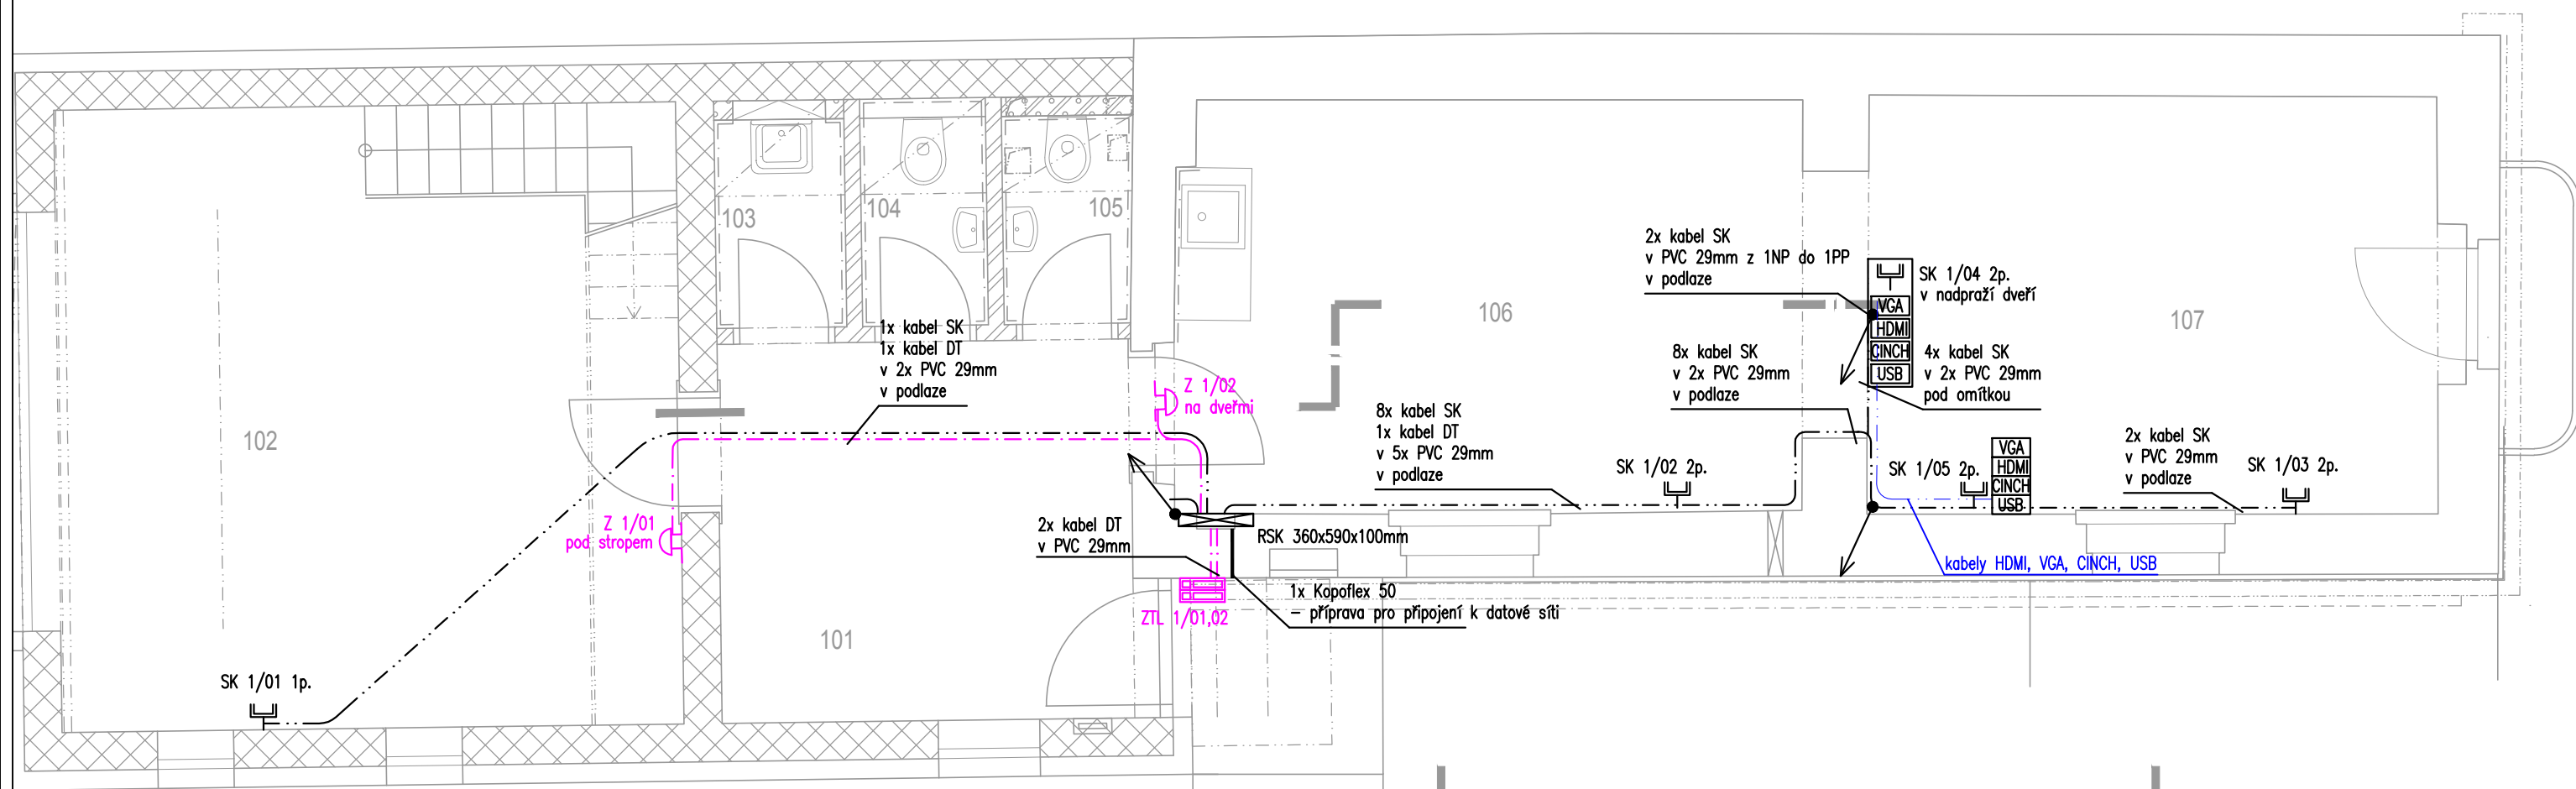 103
104
105
106
107
102
101
1x kabel SK
1x kabel DT
v 2x PVC 29mm
v podlaze
Z 1/02
na dveřmi
Z 1/01
pod stropem
SK 1/01 1p.
2x kabel DT
v PVC 29mm
ZTL 1/01,02
RSK 360x590x100mm
1x Kopoflex 50
– příprava pro připojení k datové síti
8x kabel SK
1x kabel DT
v 5x PVC 29mm
v podlaze
SK 1/02 2p.
2x kabel SK
v PVC 29mm z 1NP do 1PP
v podlaze
8x kabel SK
v 2x PVC 29mm
v podlaze
SK 1/04 2p.
v nadpraží dveří
VGA
HDMI
CINCH
USB
4x kabel SK
v 2x PVC 29mm
pod omítkou
SK 1/05 2p.
VGA
HDMI
CINCH
USB
2x kabel SK
v PVC 29mm
v podlaze
SK 1/03 2p.
kabely HDMI, VGA, CINCH, USB